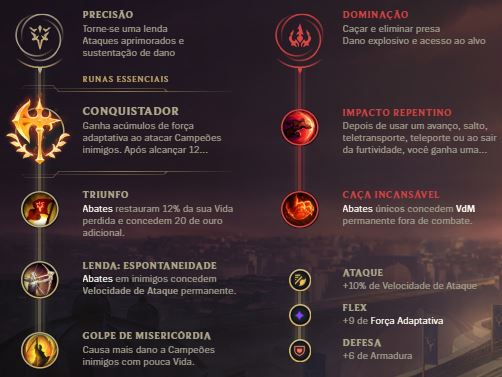 PRECISÃO
Torne-se uma lenda
Ataques aprimorados e
sustentação de dano
RUNAS ESSENCIAIS
CONQUISTADOR
Ganha acúmulos de força
adaptativa ao atacar Campeões
inimigos. Após alcançar 12...
TRIUNFO
Abates restauram 12% da sua Vida
perdida e concedem 20 de ouro
adicional.
LENDA: ESPONTANEIDADE
Abates em inimigos concedem
Velocidade de Ataque permanente.
GOLPE DE MISERICÓRDIA
Causa mais dano a Campeões
inimigos com pouca Vida.
DOMINAÇÃO
Caçar e eliminar presa
Dano explosivo e acesso ao alvo
IMPACTO REPENTINO
Depois de usar um avanço, salto,
teletransporte, teleporte ou ao sair
da furtividade, você ganha uma...
CAÇA INCANSÁVEL
Abates únicos concedem VdM
permanente fora de combate.
ATAQUE
+10% de Velocidade de Ataque
FLEX
+9 de Força Adaptativa
DEFESA
+6 de Armadura